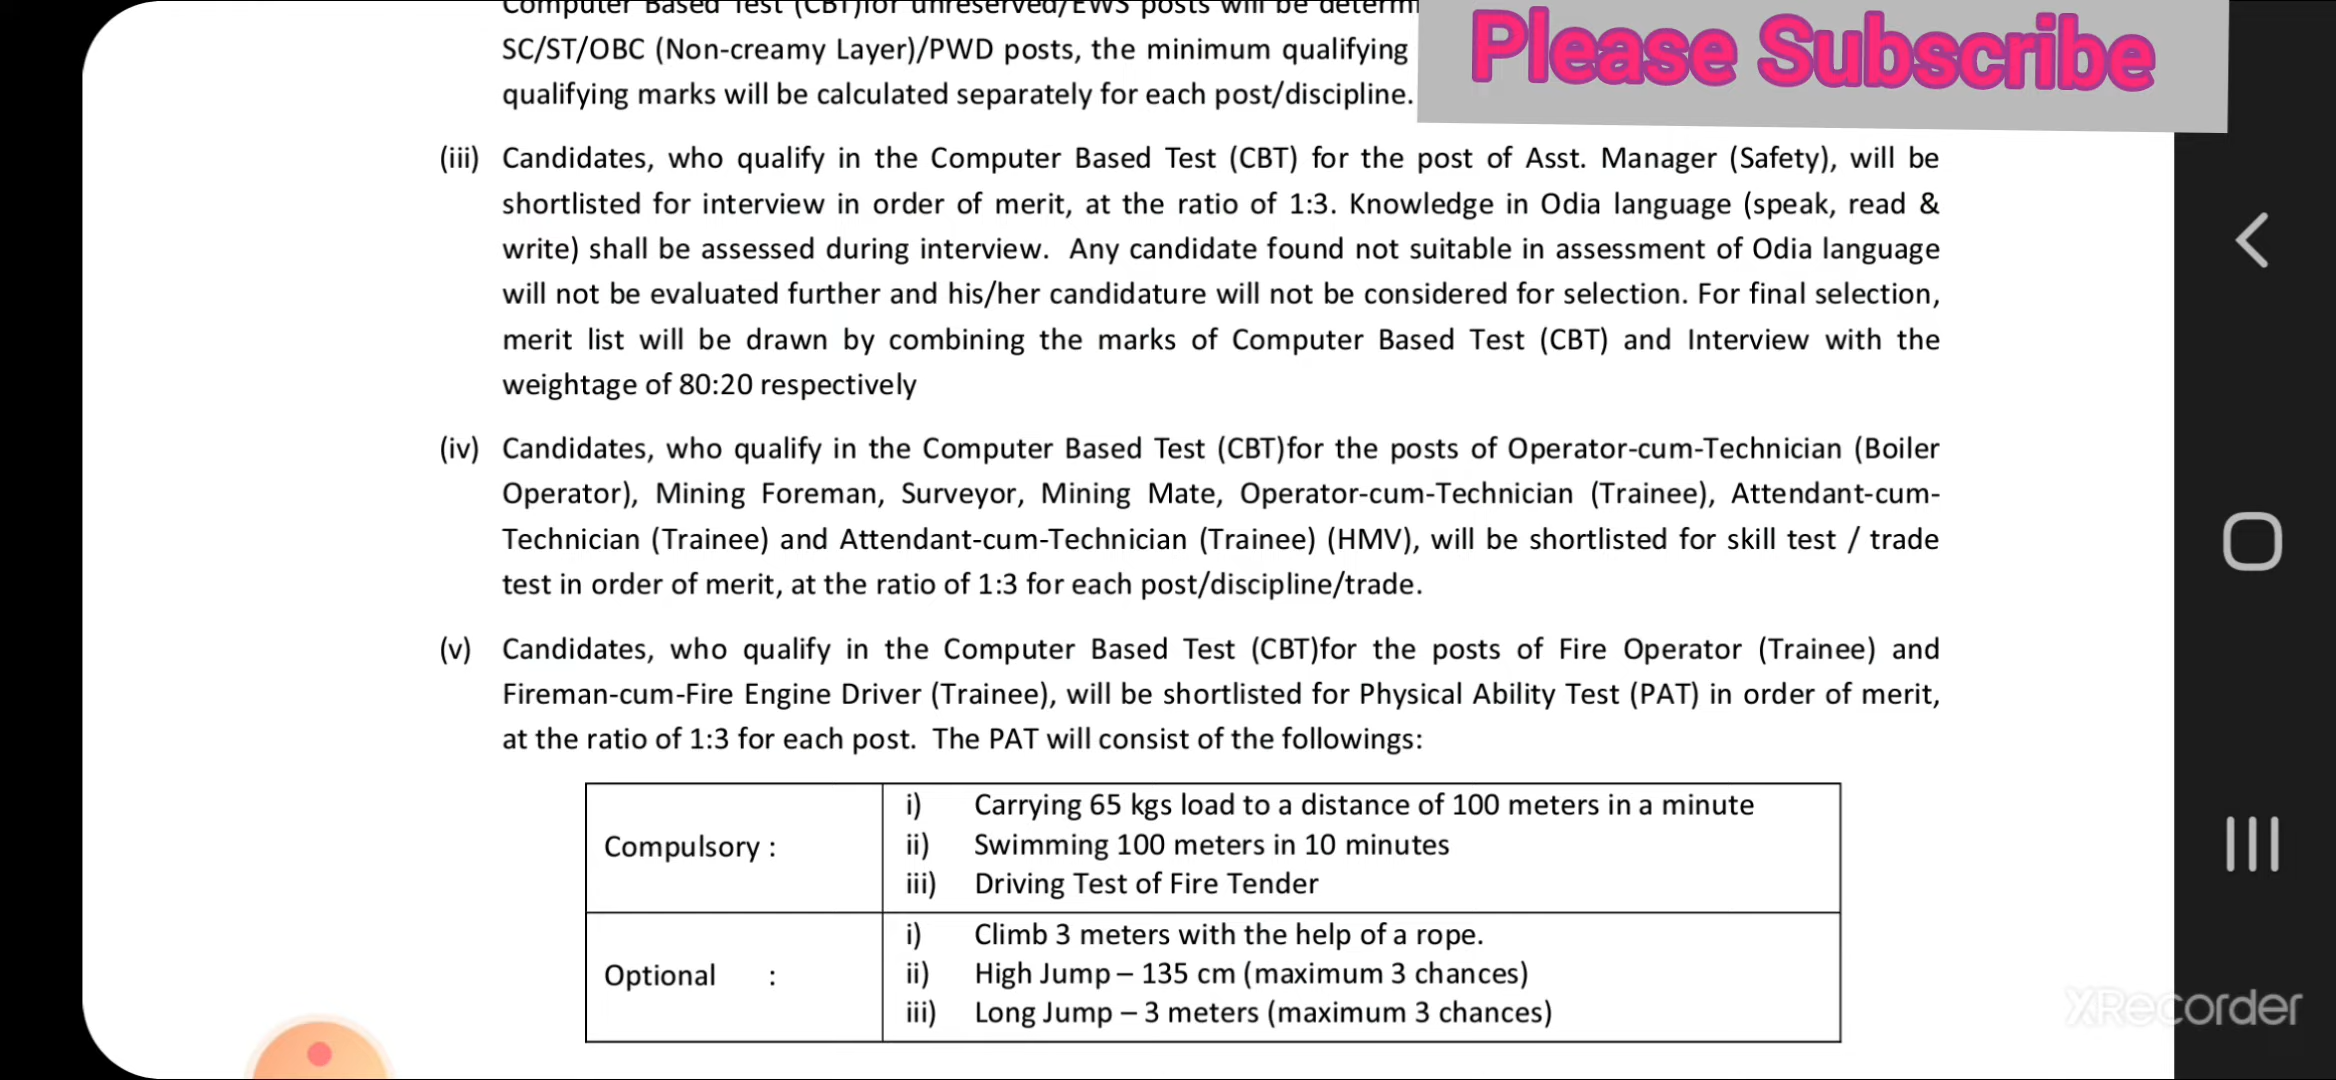 Computer Based Test (CBT)for unreserved/EWS posts will be determi
SC/ST/OBC (Non-creamy Layer)/PWD posts, the minimum qualifying
qualifying marks will be calculated separately for each post/discipline.
Please Subscribe
(iii) Candidates, who qualify in the Computer Based Test (CBT) for the post of Asst. Manager (Safety), will be
shortlisted for interview in order of merit, at the ratio of 1:3. Knowledge in Odia language (speak, read &
write) shall be assessed during interview. Any candidate found not suitable in assessment of Odia language
will not be evaluated further and his/her candidature will not be considered for selection. For final selection,
merit list will be drawn by combining the marks of Computer Based Test (CBT) and Interview with the
weightage of 80:20 respectively
(iv) Candidates, who qualify in the Computer Based Test (CBT)for the posts of Operator-cum-Technician (Boiler
Operator), Mining Foreman, Surveyor, Mining Mate, Operator-cum-Technician (Trainee), Attendant-cum-
Technician (Trainee) and Attendant-cum-Technician (Trainee) (HMV), will be shortlisted for skill test / trade
test in order of merit, at the ratio of 1:3 for each post/discipline/trade.
(v) Candidates, who qualify in the Computer Based Test (CBT)for the posts of Fire Operator (Trainee) and
Fireman-cum-Fire Engine Driver (Trainee), will be shortlisted for Physical Ability Test (PAT) in order of merit,
at the ratio of 1:3 for each post. The PAT will consist of the followings:
Compulsory :
i) Carrying 65 kgs load to a distance of 100 meters in a minute
ii) Swimming 100 meters in 10 minutes
iii) Driving Test of Fire Tender
Optional :
i) Climb 3 meters with the help of a rope.
ii) High Jump – 135 cm (maximum 3 chances)
iii) Long Jump – 3 meters (maximum 3 chances)
XRecorder